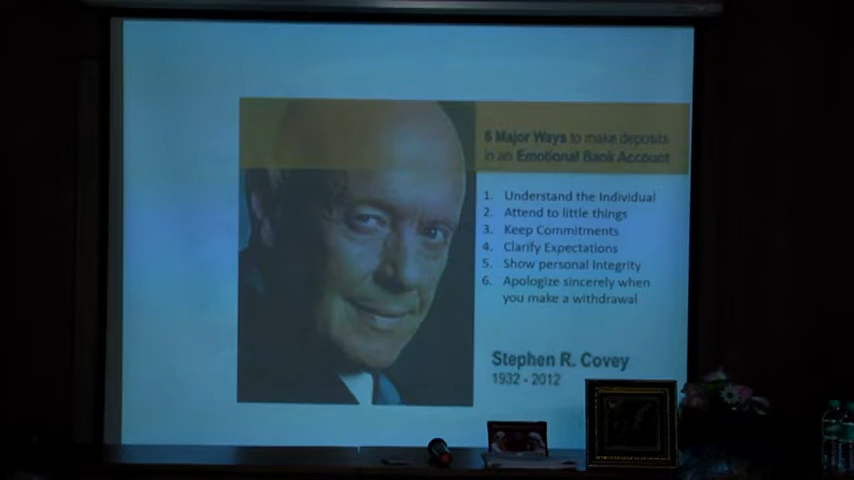 6 Major Ways to make deposits
in an Emotional Bank Account
1. Understand the Individual
2. Attend to little things
3. Keep Commitments
4. Clarify Expectations
5. Show personal Integrity
6. Apologize sincerely when
you make a withdrawal
Stephen R. Covey
1932 - 2012